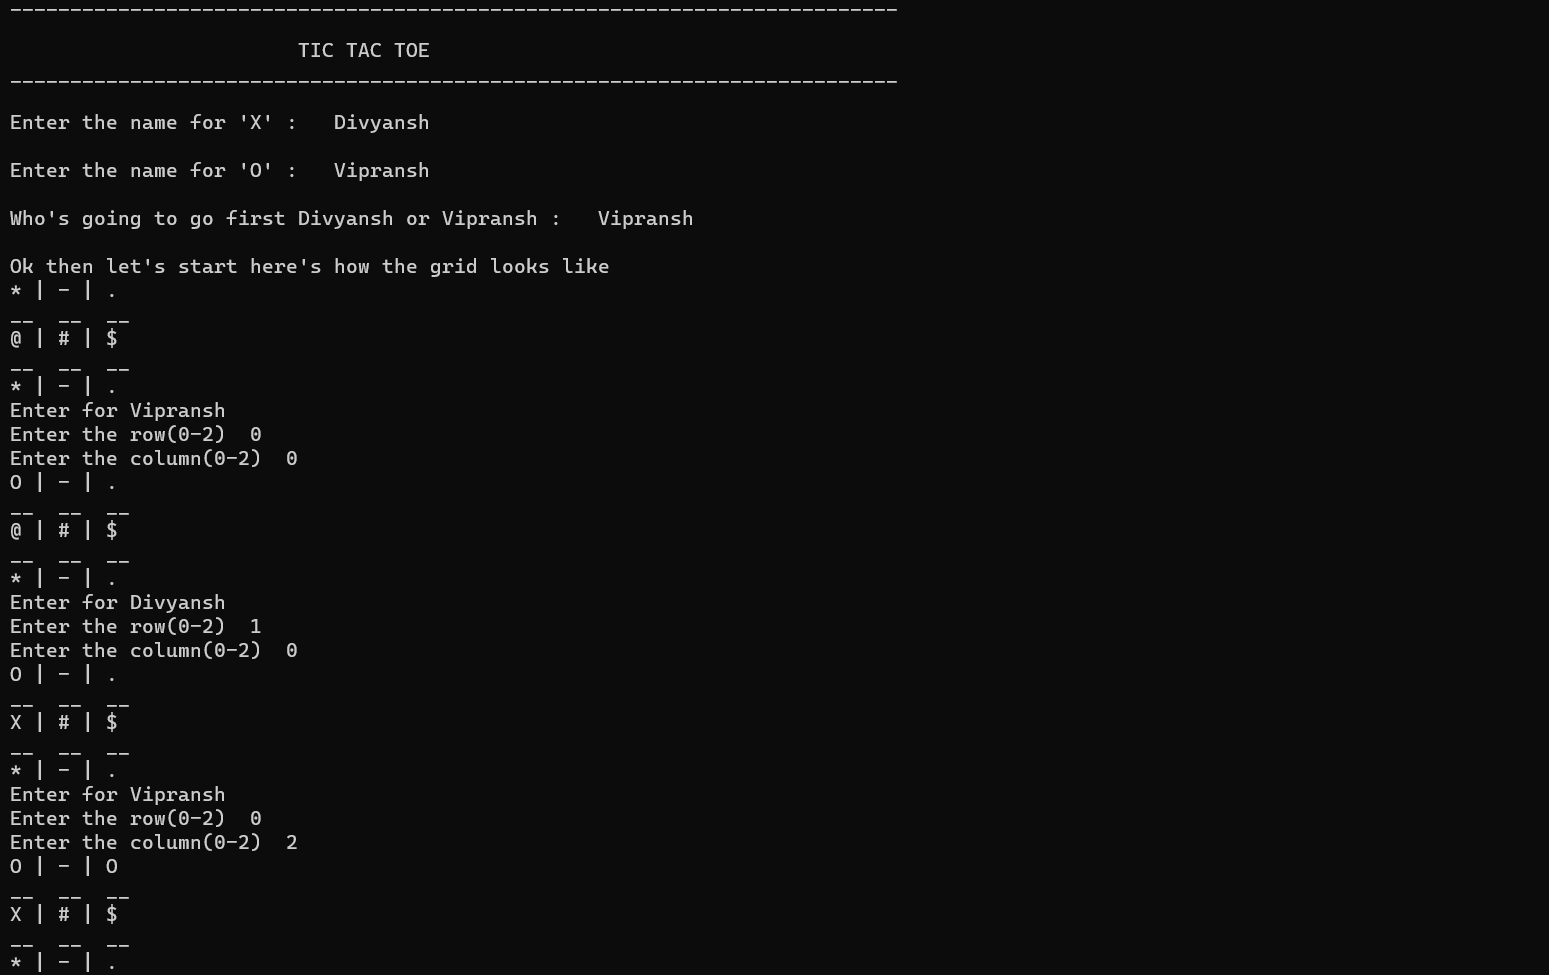 --------------------------------------------------------------------------
TIC TAC TOE
--------------------------------------------------------------------------
Enter the name for 'X' :   Divyansh
Enter the name for 'O' :   Vipransh
Who's going to go first Divyansh or Vipransh :   Vipransh
Ok then let's start here's how the grid looks like
* | - | .
__  __  __
@ | # | $
__  __  __
* | - | .
Enter for Vipransh
Enter the row(0-2)  0
Enter the column(0-2)  0
O | - | .
__  __  __
@ | # | $
__  __  __
* | - | .
Enter for Divyansh
Enter the row(0-2)  1
Enter the column(0-2)  0
O | - | .
__  __  __
X | # | $
__  __  __
* | - | .
Enter for Vipransh
Enter the row(0-2)  0
Enter the column(0-2)  2
O | - | O
__  __  __
X | # | $
__  __  __
* | - | .